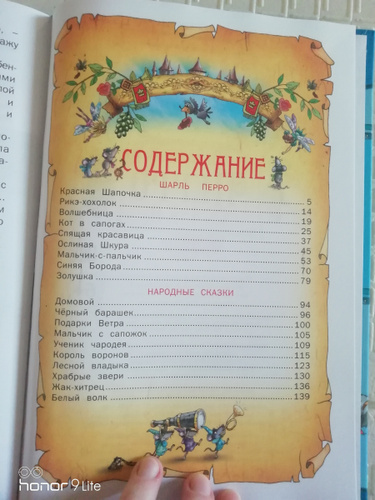 СОДЕРЖАНИЕ
ШАРЛЬ ПЕРРО
Красная Шапочка 5
Рикэ-хохолок 14
Волшебница 19
Кот в сапогах 25
Спящая красавица 37
Ослиная Шкура 45
Мальчик-с-пальчик 53
Синяя Борода 70
Золушка 79
НАРОДНЫЕ СКАЗКИ
Домовой 94
Чёрный барашек 96
Подарки Ветра 100
Мальчик с сапожок 105
Ученик чародея 109
Король воронов 115
Лесной владыка 123
Храбрые звери 130
Жак-хитрец 136
Белый волк 139
honor 9 Lite